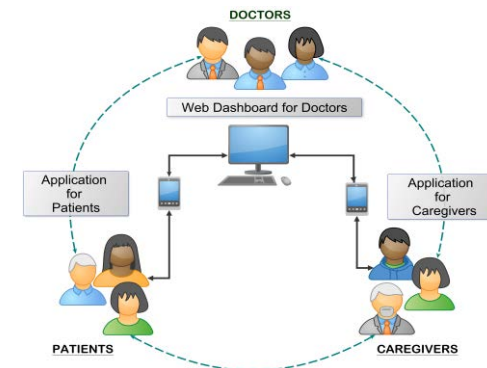 DOCTORS
Web Dashboard for Doctors
Application
for
Patients
Application
for
Caregivers
PATIENTS
CAREGIVERS